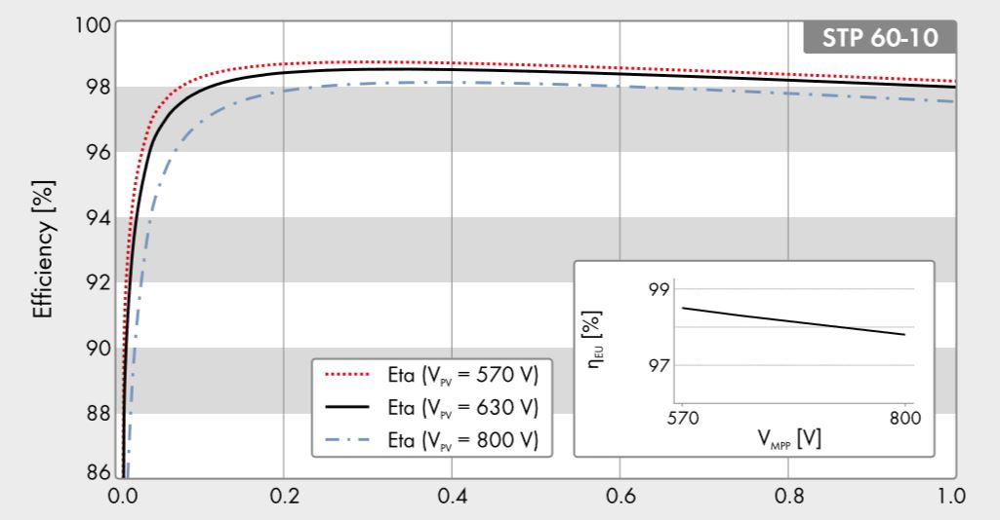 STP 60-10
Efficiency [%]
100
98
96
94
92
90
88
86
0.0 0.2 0.4 0.6 0.8 1.0
Eta (VPV = 570 V)
Eta (VPV = 630 V)
Eta (VPV = 800 V)
ηEU [%]
99
97
570 800
VMPP [V]